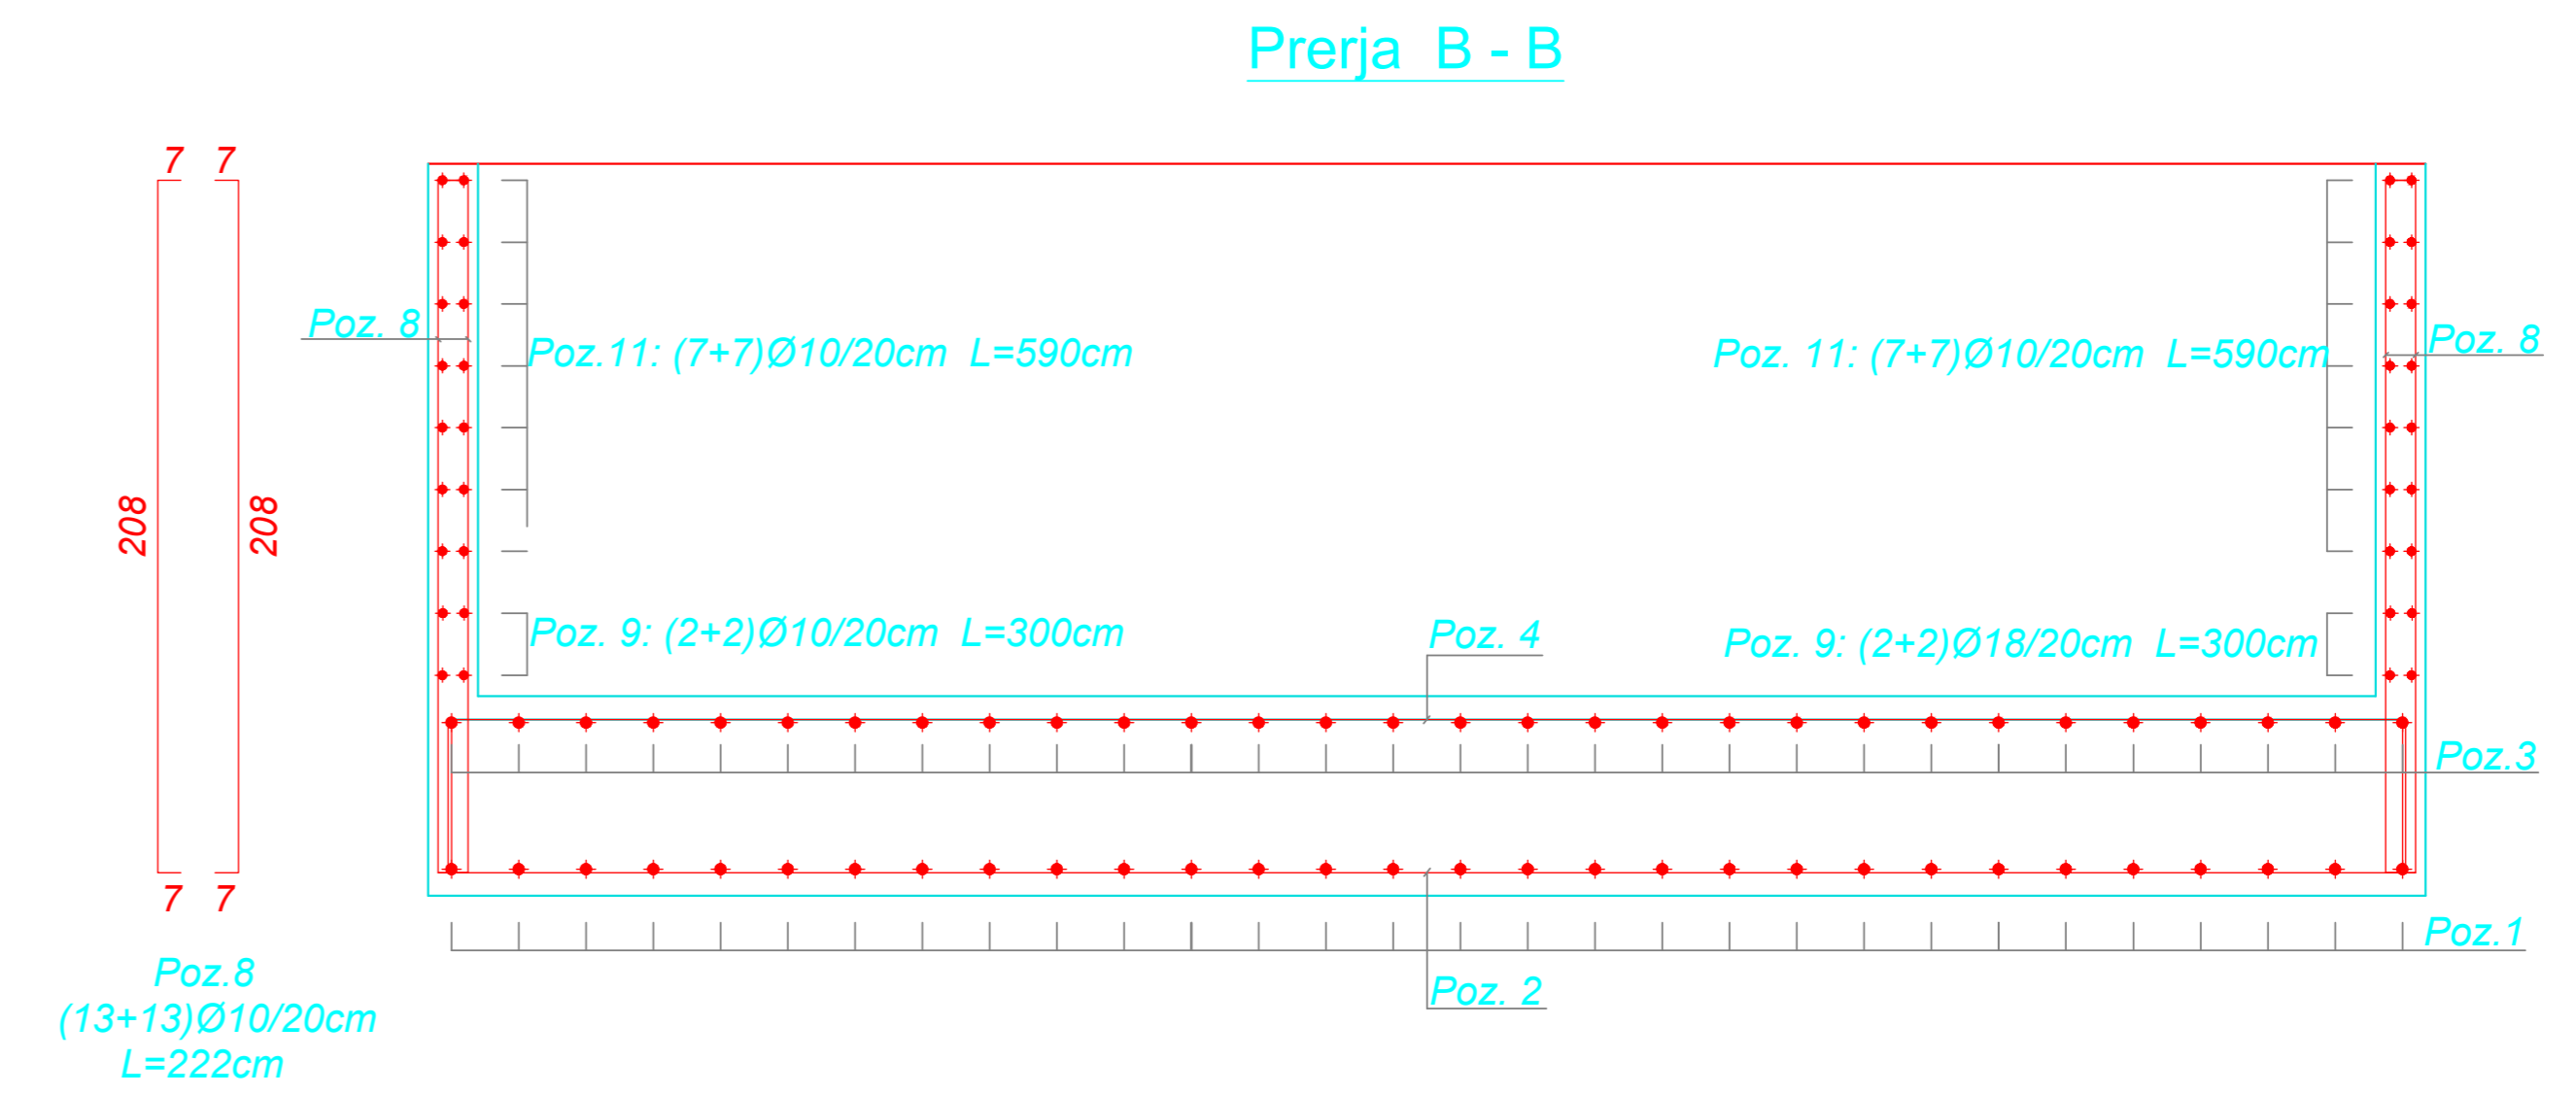 Prerja B - B
7 7
Poz. 8
Poz.11: (7+7)Ø10/20cm L=590cm
Poz. 11: (7+7)Ø10/20cm L=590cm
Poz. 8
208
208
Poz. 9: (2+2)Ø10/20cm L=300cm
Poz. 4
Poz. 9: (2+2)Ø18/20cm L=300cm
Poz.3
7 7
Poz.1
Poz. 2
Poz.8
(13+13)Ø10/20cm
L=222cm